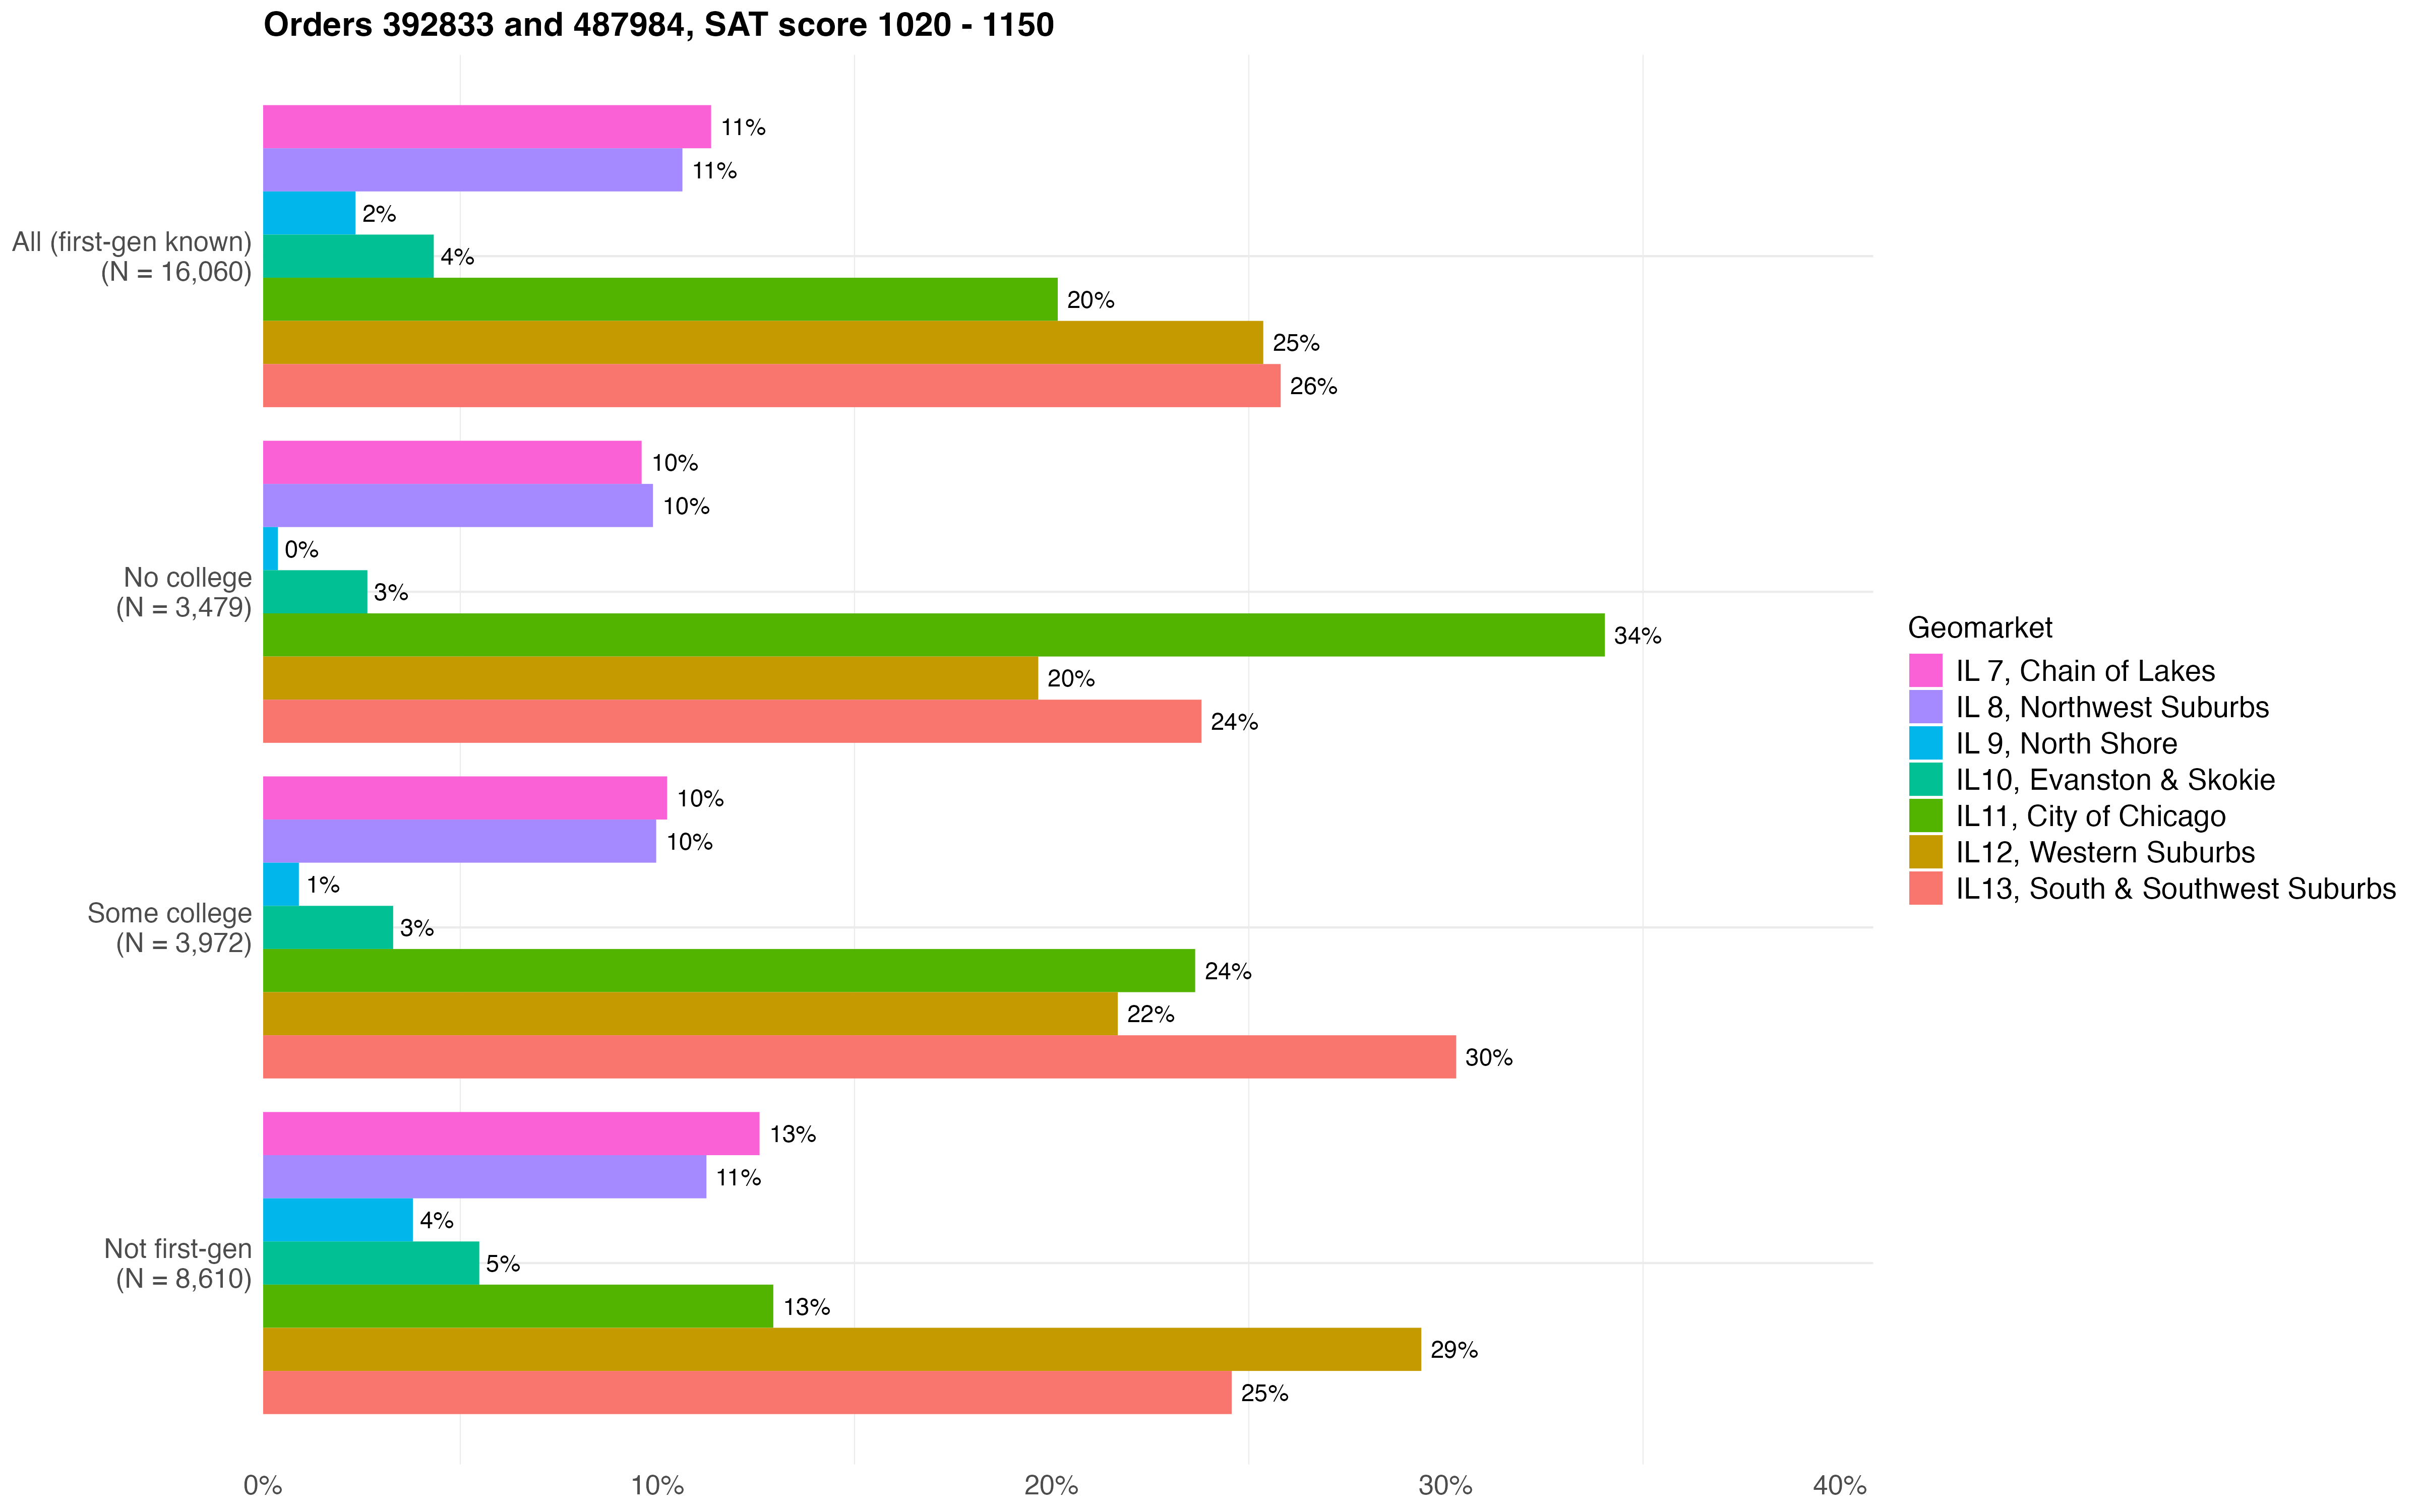 Orders 392833 and 487984, SAT score 1020 - 1150
All (first-gen known)
(N = 16,060)
11%
11%
2%
4%
20%
25%
26%
No college
(N = 3,479)
10%
10%
0%
3%
34%
20%
24%
Some college
(N = 3,972)
10%
10%
1%
3%
24%
22%
30%
Not first-gen
(N = 8,610)
13%
11%
4%
5%
13%
29%
25%
0%
10%
20%
30%
40%
Geomarket
IL 7, Chain of Lakes
IL 8, Northwest Suburbs
IL 9, North Shore
IL10, Evanston & Skokie
IL11, City of Chicago
IL12, Western Suburbs
IL13, South & Southwest Suburbs